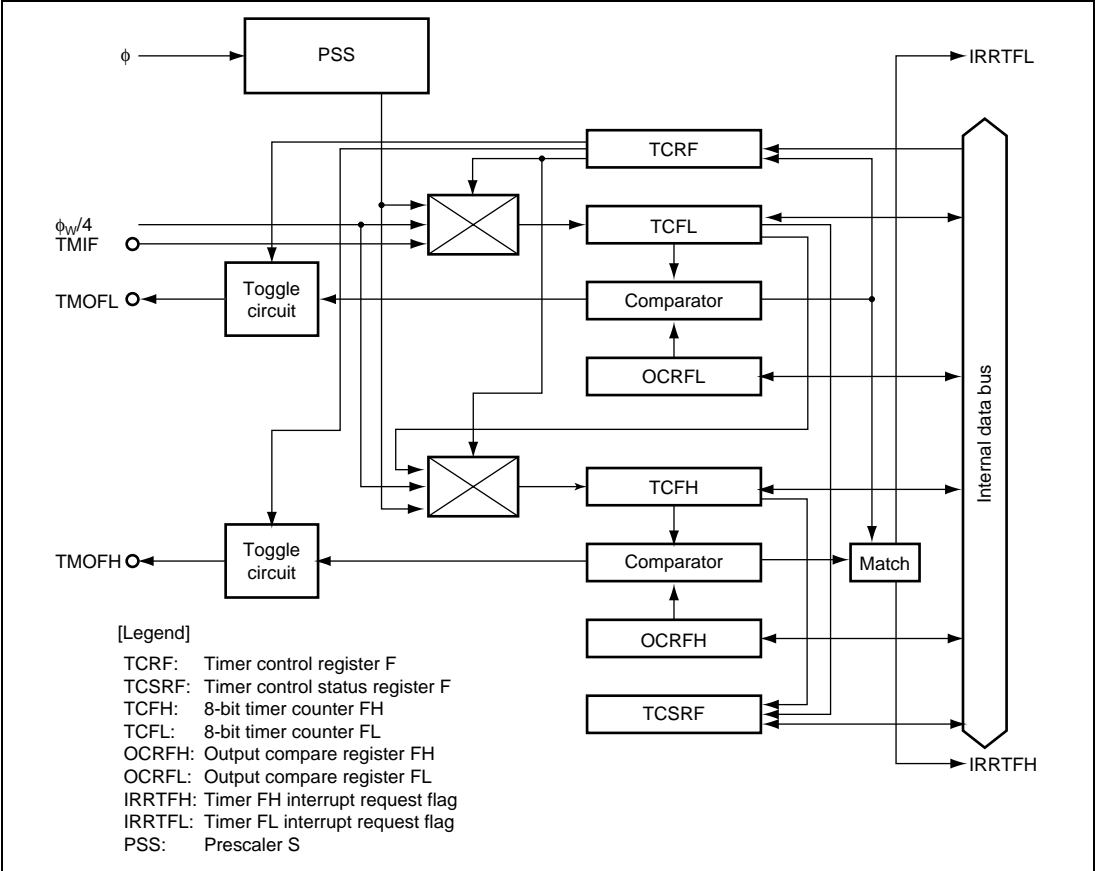 PSS
ϕ
IRRTFL
TCRF
ϕW/4
TMIF
TCFL
Toggle
circuit
TMOFL
Comparator
OCRFL
Internal data bus
TCFH
Toggle
circuit
TMOFH
Comparator
Match
OCRFH
TCSRF
IRRTFH
[Legend]
TCRF: Timer control register F
TCSRF: Timer control status register F
TCFH: 8-bit timer counter FH
TCFL: 8-bit timer counter FL
OCRFH: Output compare register FH
OCRFL: Output compare register FL
IRRTFH: Timer FH interrupt request flag
IRRTFL: Timer FL interrupt request flag
PSS: Prescaler S